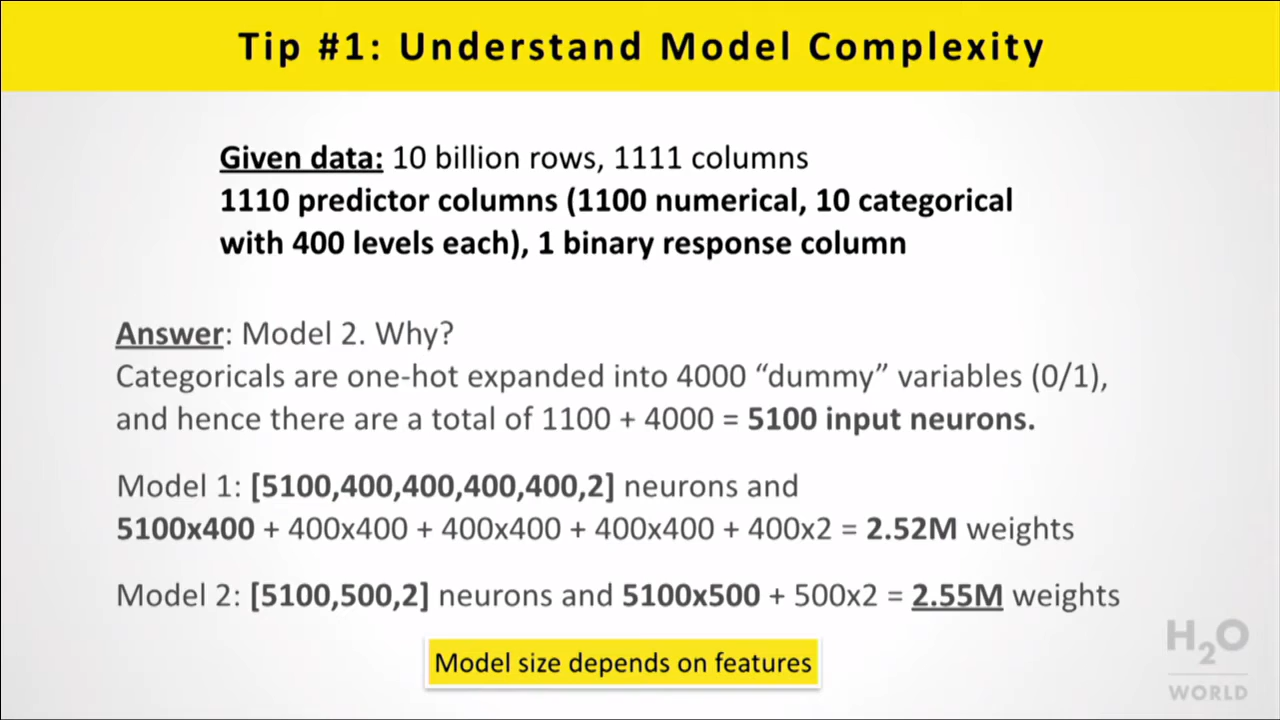 Tip #1: Understand Model Complexity
Given data: 10 billion rows, 1111 columns
1110 predictor columns (1100 numerical, 10 categorical
with 400 levels each), 1 binary response column
Answer: Model 2. Why?
Categoricals are one-hot expanded into 4000 “dummy” variables (0/1),
and hence there are a total of 1100 + 4000 = 5100 input neurons.
Model 1: [5100,400,400,400,400,2] neurons and
5100x400 + 400x400 + 400x400 + 400x400 + 400x2 = 2.52M weights
Model 2: [5100,500,2] neurons and 5100x500 + 500x2 = 2.55M weights
Model size depends on features
H2O
WORLD